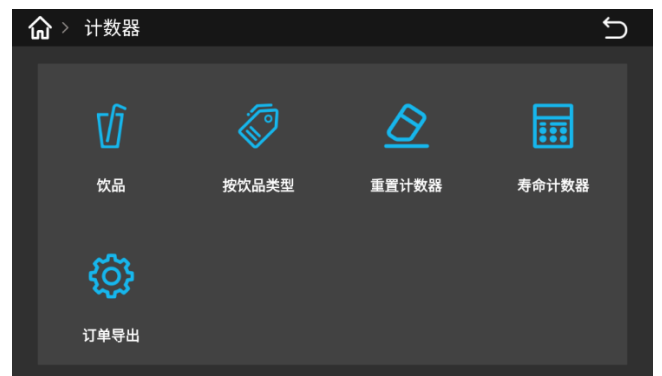 计数器
饮品
按饮品类型
重置计数器
寿命计数器
订单导出